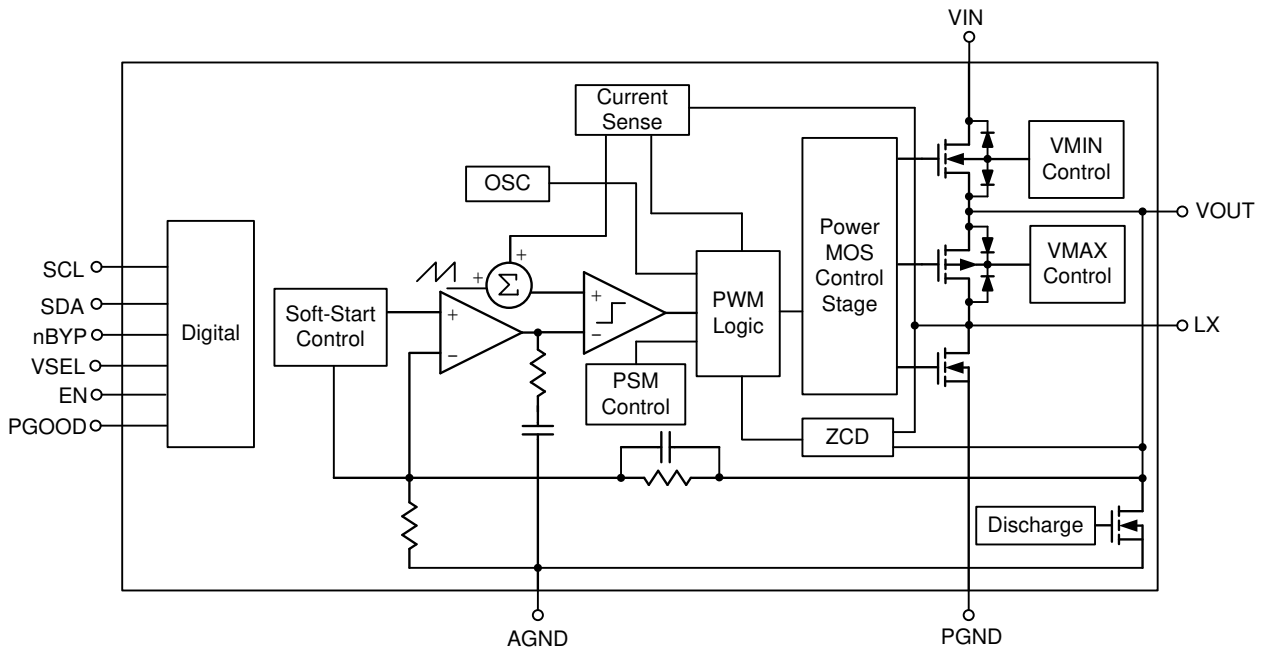 VIN
Current
Sense
VMIN
Control
OSC
VOUT
Power
MOS
Control
Stage
VMAX
Control
SCL
SDA
nBYP
VSEL
EN
PGOOD
Digital
Soft-Start
Control
+
−
+
+
Σ
+
−
PWM
Logic
LX
PSM
Control
ZCD
Discharge
AGND
PGND